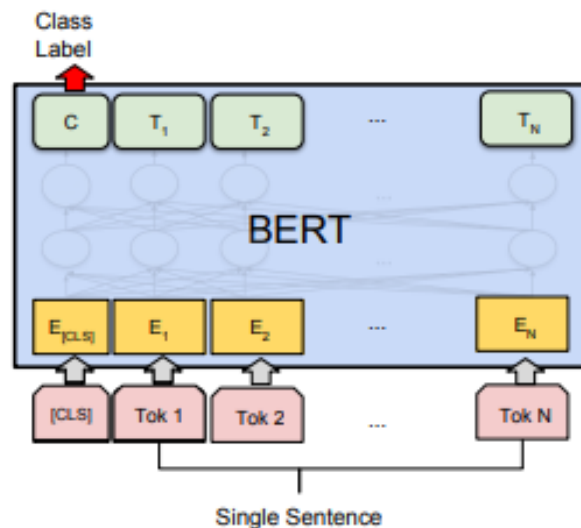 Class
Label
C T1 T2 ... TN
...
BERT
...
E[CLS] E1 E2 ... EN
[CLS] Tok 1 Tok 2 ... Tok N
Single Sentence